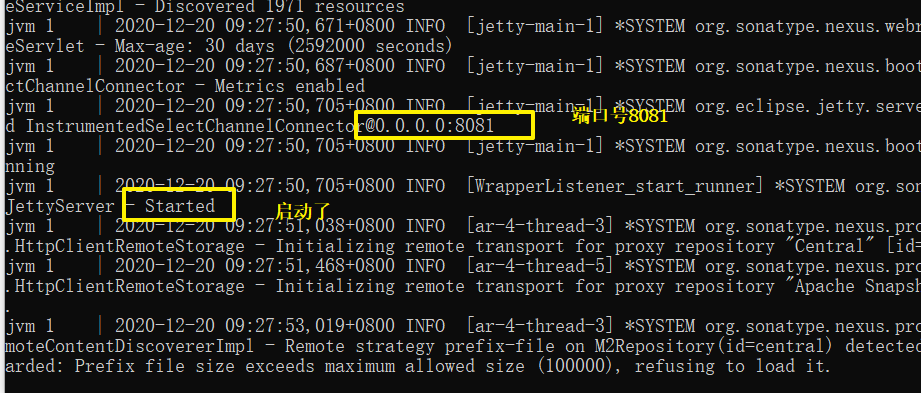 eServiceImpl - Discovered 1971 resources
jvm 1    | 2020-12-20 09:27:50,671+0800 INFO  [jetty-main-1] *SYSTEM org.sonatype.nexus.webr
eServlet - Max-age: 30 days (2592000 seconds)
jvm 1    | 2020-12-20 09:27:50,687+0800 INFO  [jetty-main-1] *SYSTEM org.sonatype.nexus.boot
ctChannelConnector - Metrics enabled
jvm 1    | 2020-12-20 09:27:50,705+0800 INFO  [jetty-main-1] *SYSTEM org.eclipse.jetty.serve
d InstrumentedSelectChannelConnector@0.0.0.0:8081 端口号8081
jvm 1    | 2020-12-20 09:27:50,705+0800 INFO  [jetty-main-1] *SYSTEM org.sonatype.nexus.boot
nning
jvm 1    | 2020-12-20 09:27:50,705+0800 INFO  [WrapperListener_start_runner] *SYSTEM org.son
JettyServer - Started 启动了
jvm 1    | 2020-12-20 09:27:51,038+0800 INFO  [ar-4-thread-3] *SYSTEM org.sonatype.nexus.pro
.HttpClientRemoteStorage - Initializing remote transport for proxy repository "Central" [id=
jvm 1    | 2020-12-20 09:27:51,468+0800 INFO  [ar-4-thread-5] *SYSTEM org.sonatype.nexus.pro
.HttpClientRemoteStorage - Initializing remote transport for proxy repository "Apache Snapsh
.
jvm 1    | 2020-12-20 09:27:53,019+0800 INFO  [ar-4-thread-3] *SYSTEM org.sonatype.nexus.pro
moteContentDiscovererImpl - Remote strategy prefix-file on M2Repository(id=central) detected
arded: Prefix file size exceeds maximum allowed size (100000), refusing to load it.